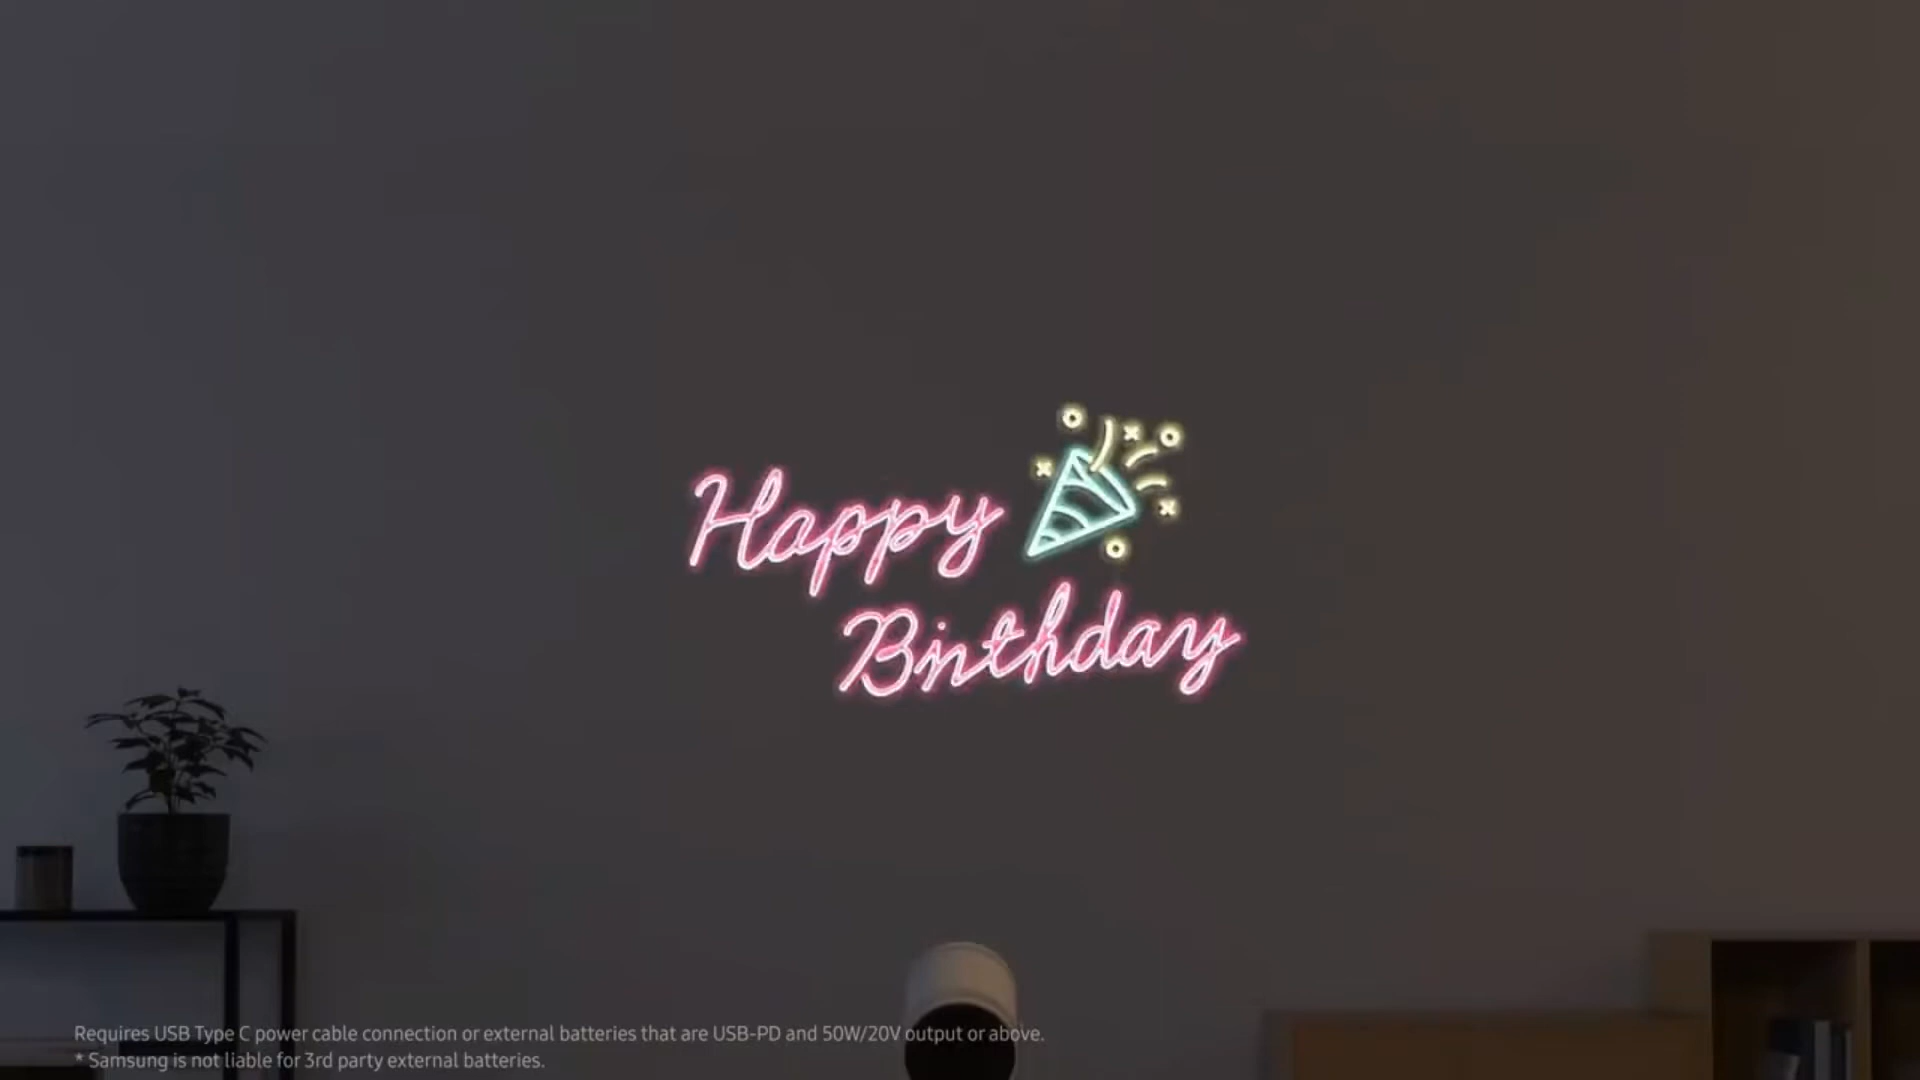 Happy
Birthday
Requires USB Type C power cable connection or external batteries that are USB-PD and 50W/20V output or above.
* Samsung is not liable for 3rd party external batteries.